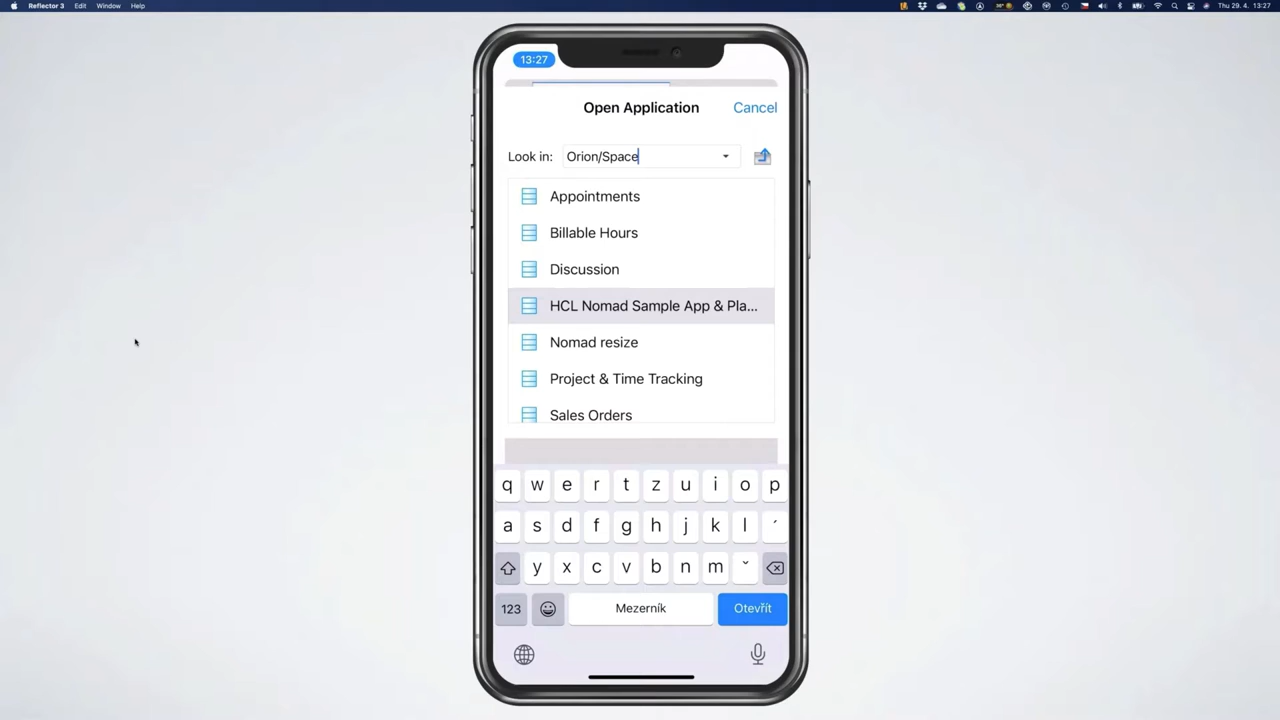 Reflector 3 Edit Window Help Thu 29. 4. 13:27
13:27
Open Application Cancel
Look in: Orion/Space
Appointments
Billable Hours
Discussion
HCL Nomad Sample App & Pla...
Nomad resize
Project & Time Tracking
Sales Orders
q w e r t z u i o p
a s d f g h j k l ´
y x c v b n m ˇ
123 Mezerník Otevřít